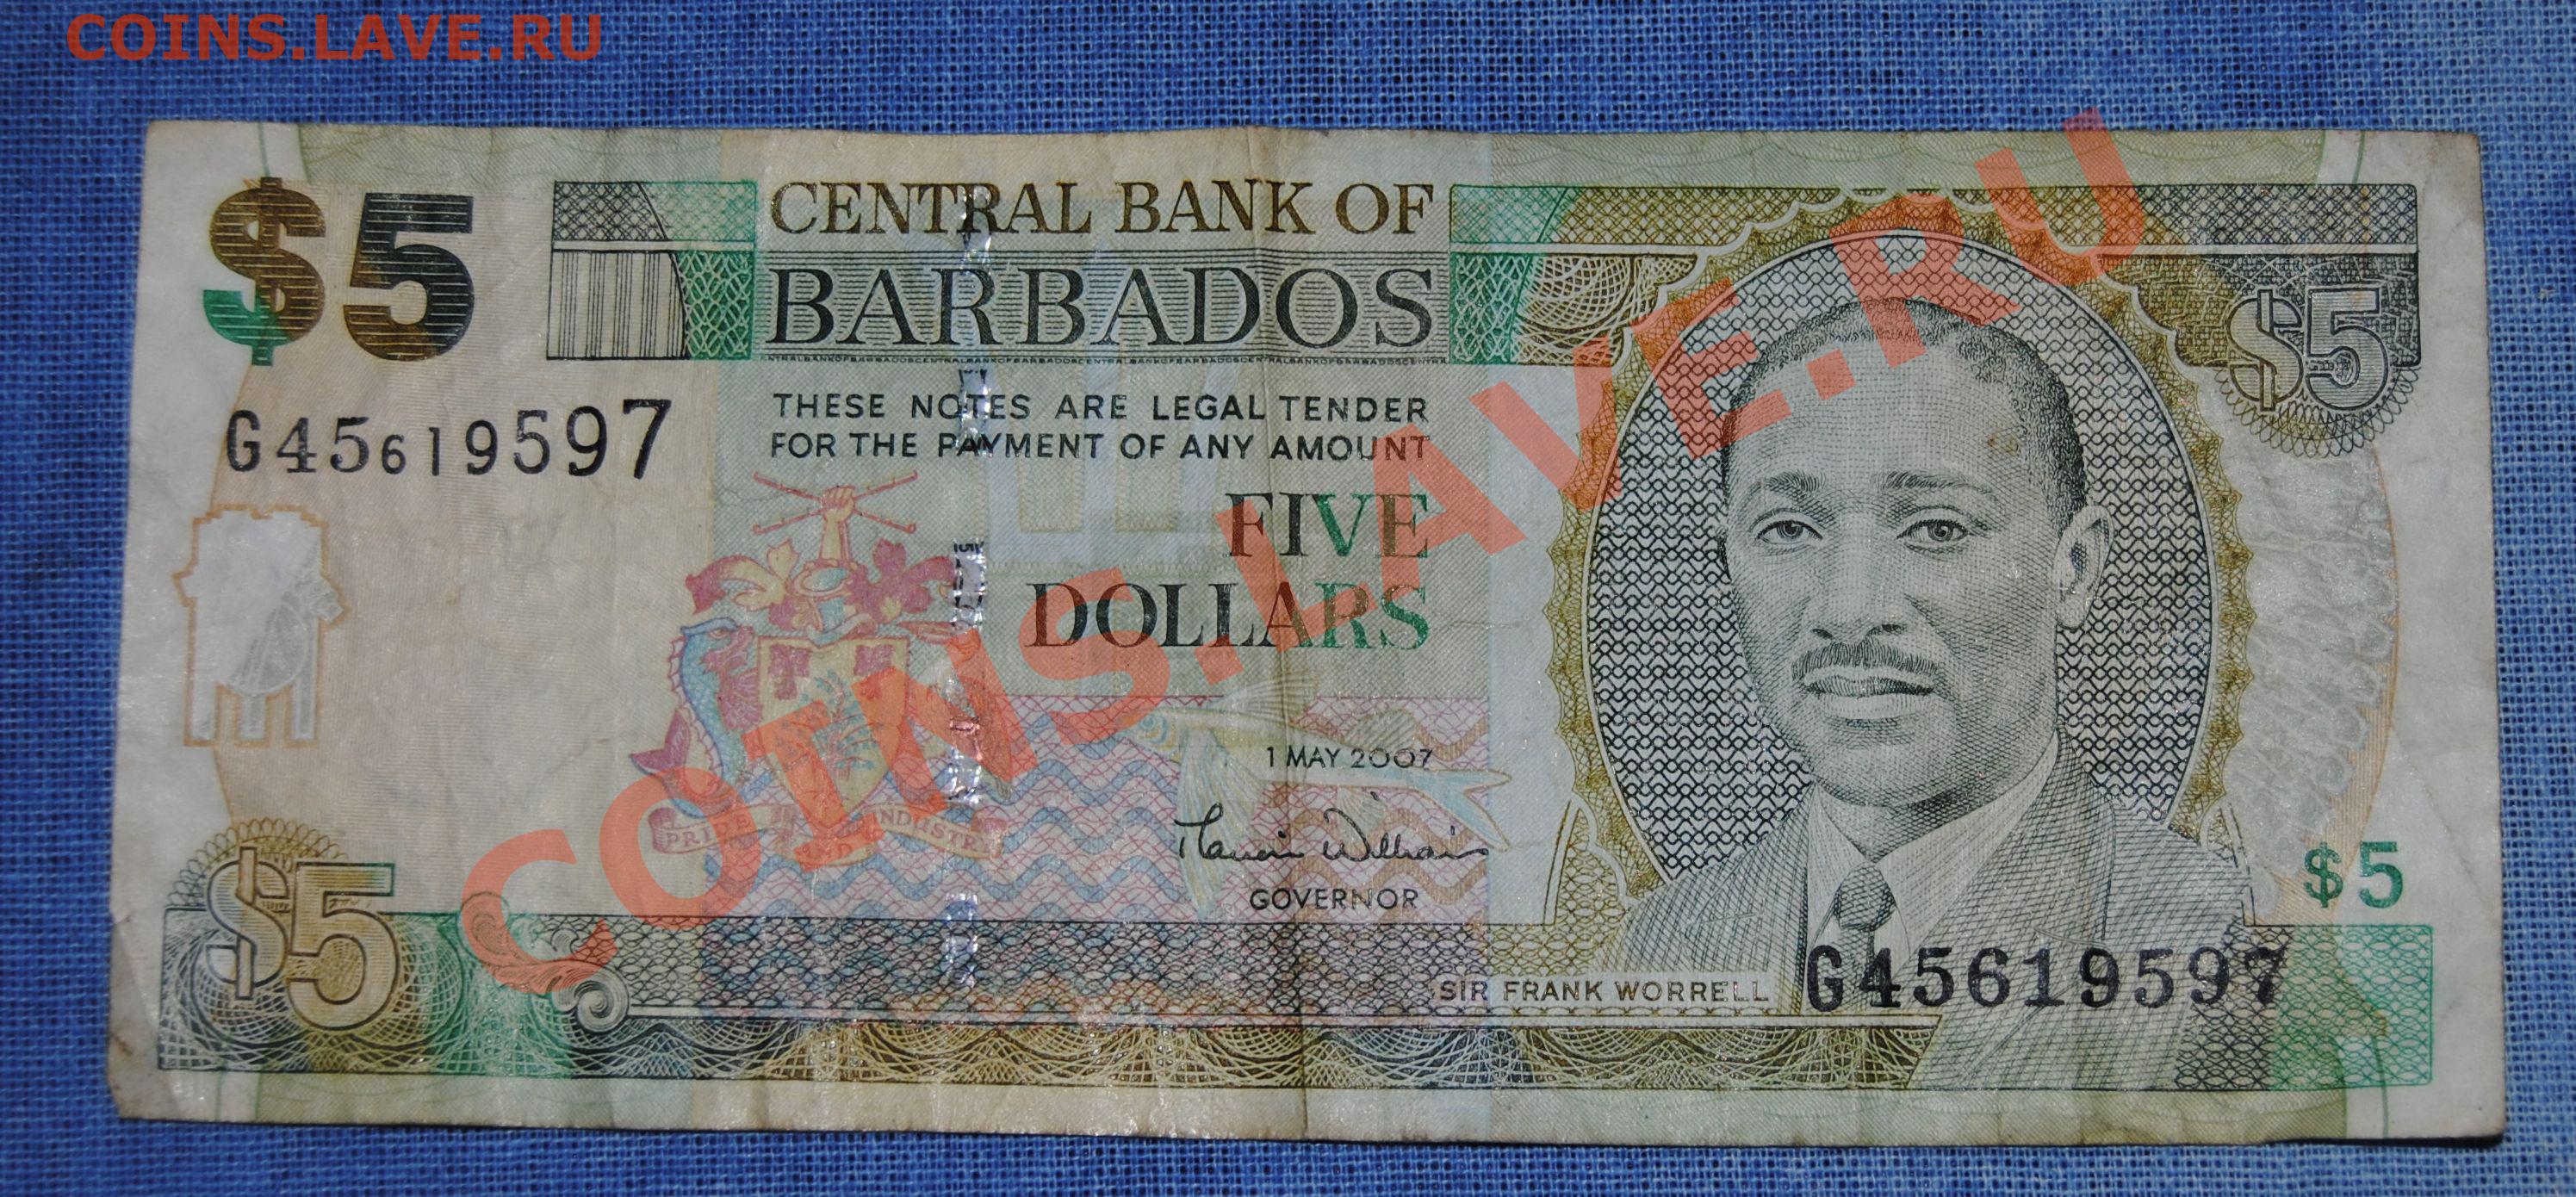 COINS.LAVE.RU
$5
CENTRAL BANK OF
BARBADOS
$5
G45619597
THESE NOTES ARE LEGAL TENDER
FOR THE PAYMENT OF ANY AMOUNT
FIVE
DOLLARS
COINS.LAVE.RU
1 MAY 2007
PRIDE AND INDUSTRY
GOVERNOR
$5
$5
SIR FRANK WORRELL
G45619597